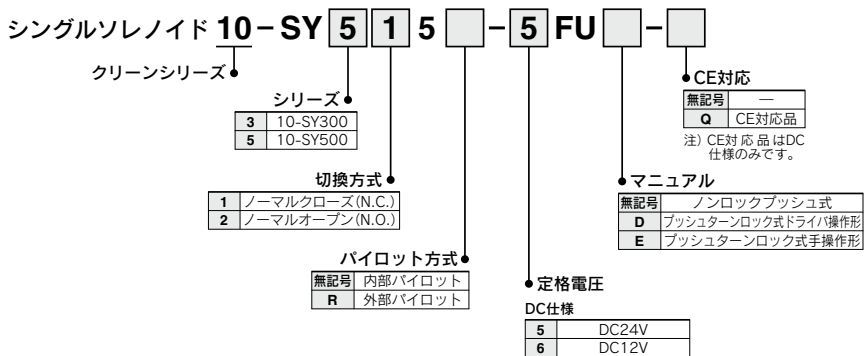 シングルソレノイド 10-SY 5 1 5 □-5 FU □-□
クリーンシリーズ
シリーズ
3 10-SY300
5 10-SY500
切換方式
1 ノーマルクローズ(N.C.)
2 ノーマルオープン(N.O.)
パイロット方式
無記号 内部パイロット
R 外部パイロット
定格電圧
DC仕様
5 DC24V
6 DC12V
マニュアル
無記号 ノンロックプッシュ式
D プッシュターンロック式ドライバ操作形
E プッシュターンロック式手操作形
CE対応
無記号 —
Q CE対応品
注) CE対応品はDC
仕様のみです。